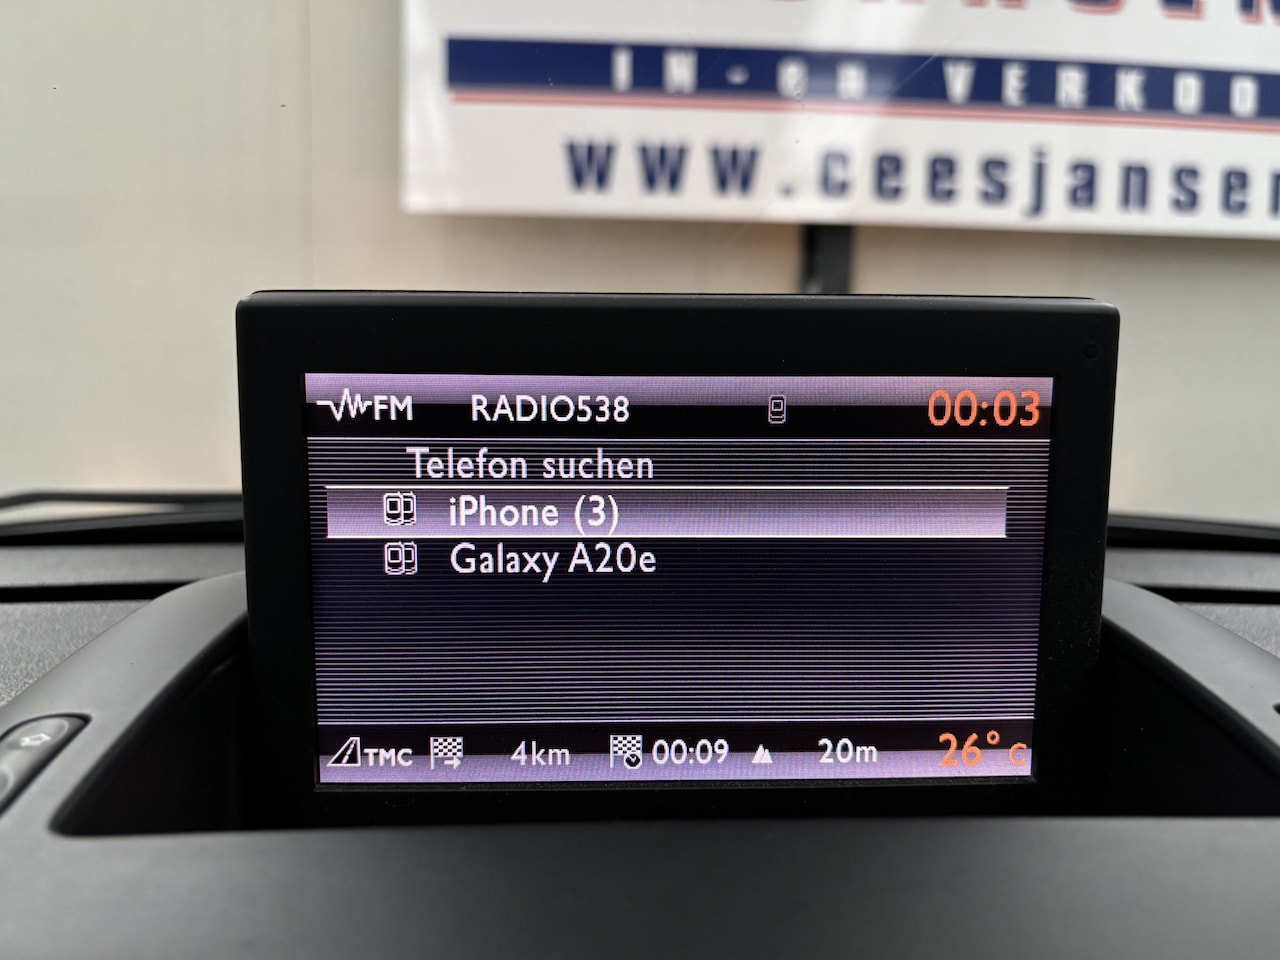 IN-en VERKOO
www.ceesjansen
FM RADIO538 00:03
Telefon suchen
iPhone (3)
Galaxy A20e
TMC 4km 00:09 20m 26°C